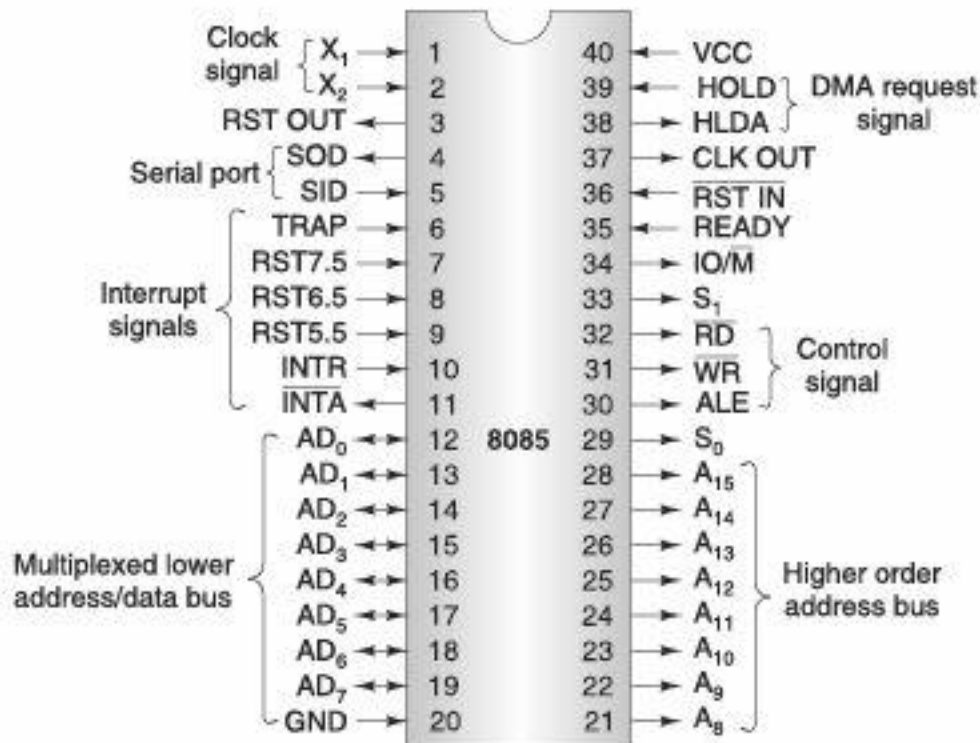 Clock signal
X₁ 1
X₂ 2
RST OUT 3
Serial port
SOD 4
SID 5
Interrupt signals
TRAP 6
RST7.5 7
RST6.5 8
RST5.5 9
INTR 10
I̅N̅T̅A̅ 11
Multiplexed lower address/data bus
AD₀ 12
AD₁ 13
AD₂ 14
AD₃ 15
AD₄ 16
AD₅ 17
AD₆ 18
AD₇ 19
GND 20
8085
40 VCC
39 HOLD
38 HLDA
DMA request signal
37 CLK OUT
36 R̅S̅T̅ I̅N̅
35 READY
34 IO/M̅
33 S₁
32 R̅D̅
31 W̅R̅
30 ALE
Control signal
29 S₀
28 A₁₅
27 A₁₄
26 A₁₃
25 A₁₂
24 A₁₁
23 A₁₀
22 A₉
21 A₈
Higher order address bus